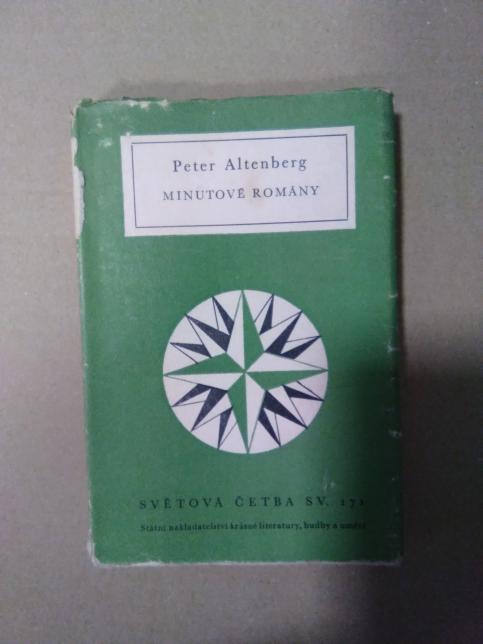 Peter Altenberg
MINUTOVÉ ROMÁNY
SVĚTOVÁ ČETBA SV. 171
Státní nakladatelství krásné literatury, hudby a umění